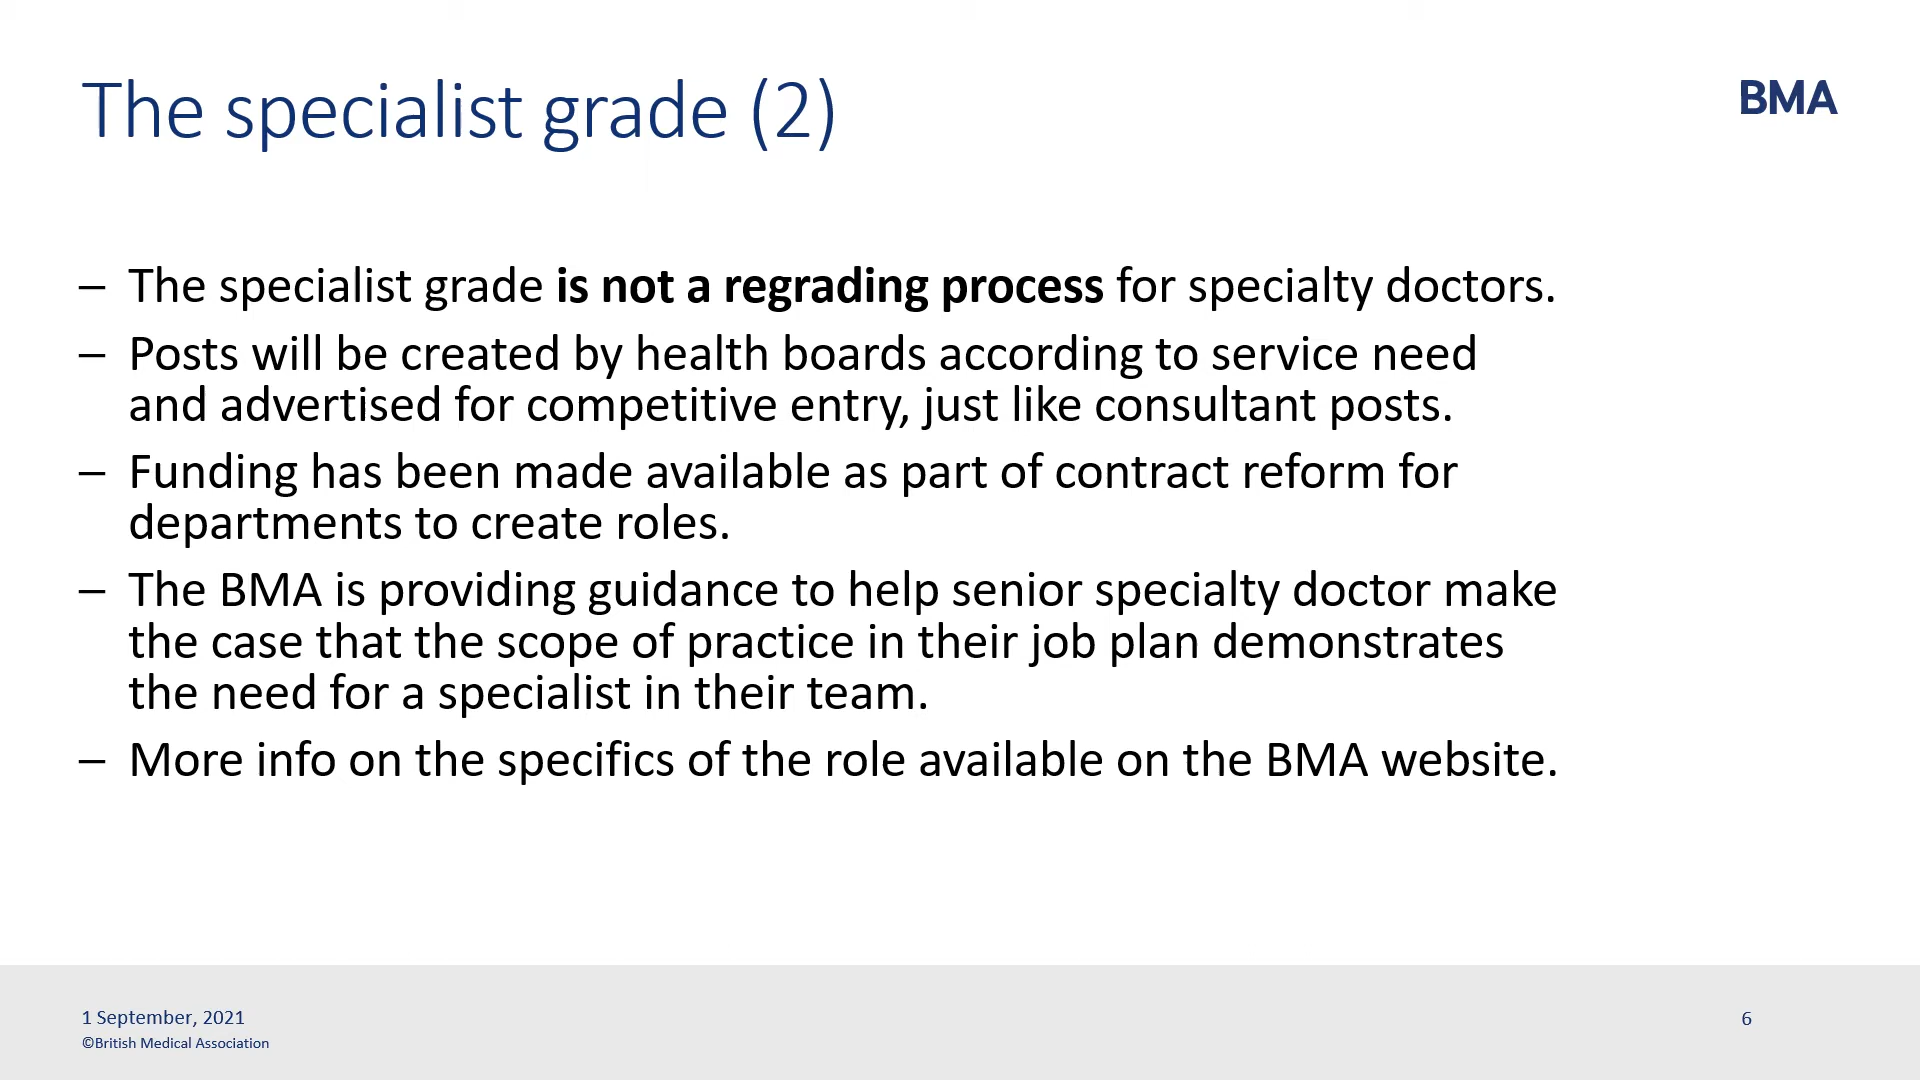 The specialist grade (2)
BMA
– The specialist grade is not a regrading process for specialty doctors.
– Posts will be created by health boards according to service need
and advertised for competitive entry, just like consultant posts.
– Funding has been made available as part of contract reform for
departments to create roles.
– The BMA is providing guidance to help senior specialty doctor make
the case that the scope of practice in their job plan demonstrates
the need for a specialist in their team.
– More info on the specifics of the role available on the BMA website.
1 September, 2021
©British Medical Association
6